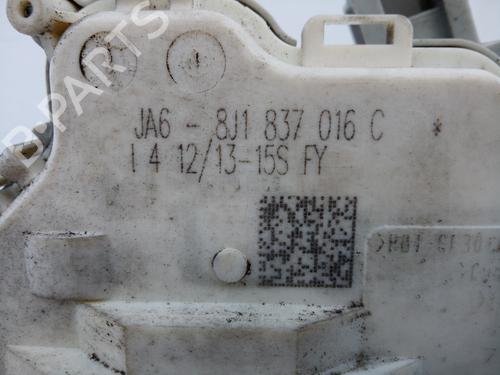 B-PARTS
JA6 - 8J1 837 016 C *
I 4 12/13-15S FY